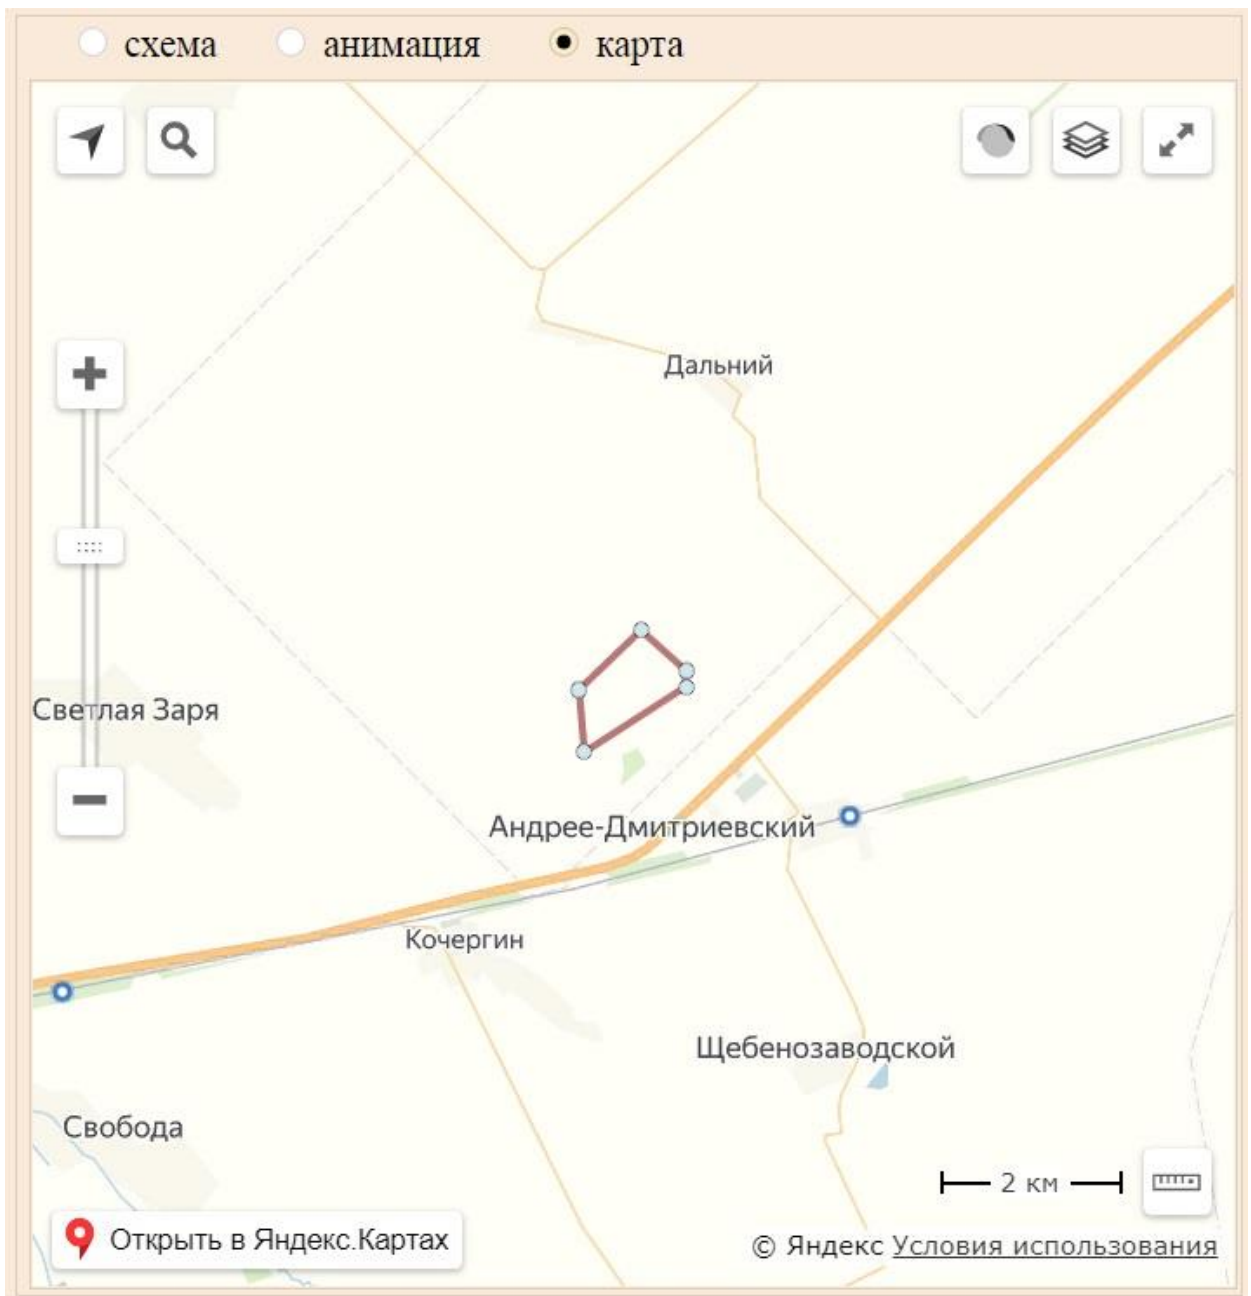 схема анимация карта
Дальний
Светлая Заря
Андрее-Дмитриевский
Кочергин
Щебенозаводской
Свобода
2 км
Открыть в Яндекс.Картах
© Яндекс Условия использования